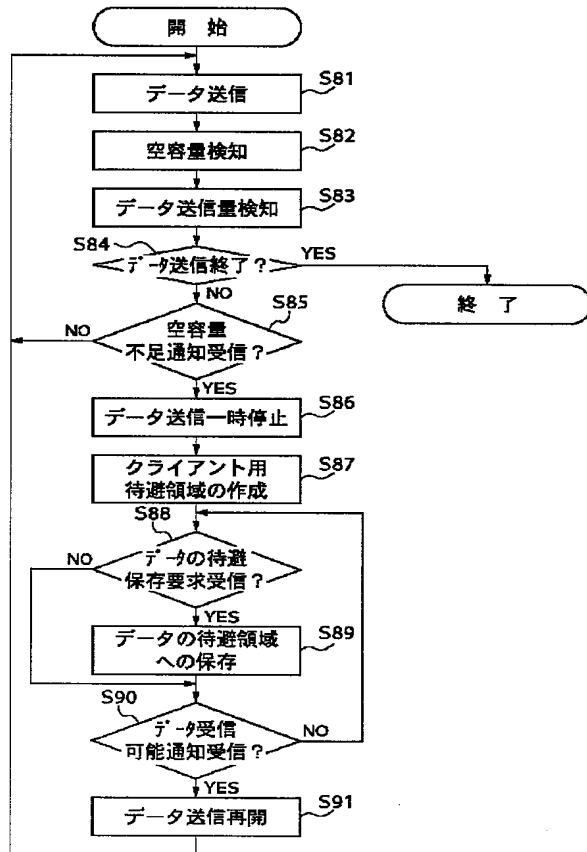 開始
データ送信
S81
空容量検知
S82
データ送信量検知
S83
S84
データ送信終了？
YES
終了
NO
S85
空容量
不足通知受信？
NO
YES
データ送信一時停止
S86
クライアント用
待避領域の作成
S87
S88
データの待避
保存要求受信？
NO
YES
データの待避領域
への保存
S89
S90
データ受信
可能通知受信？
NO
YES
データ送信再開
S91